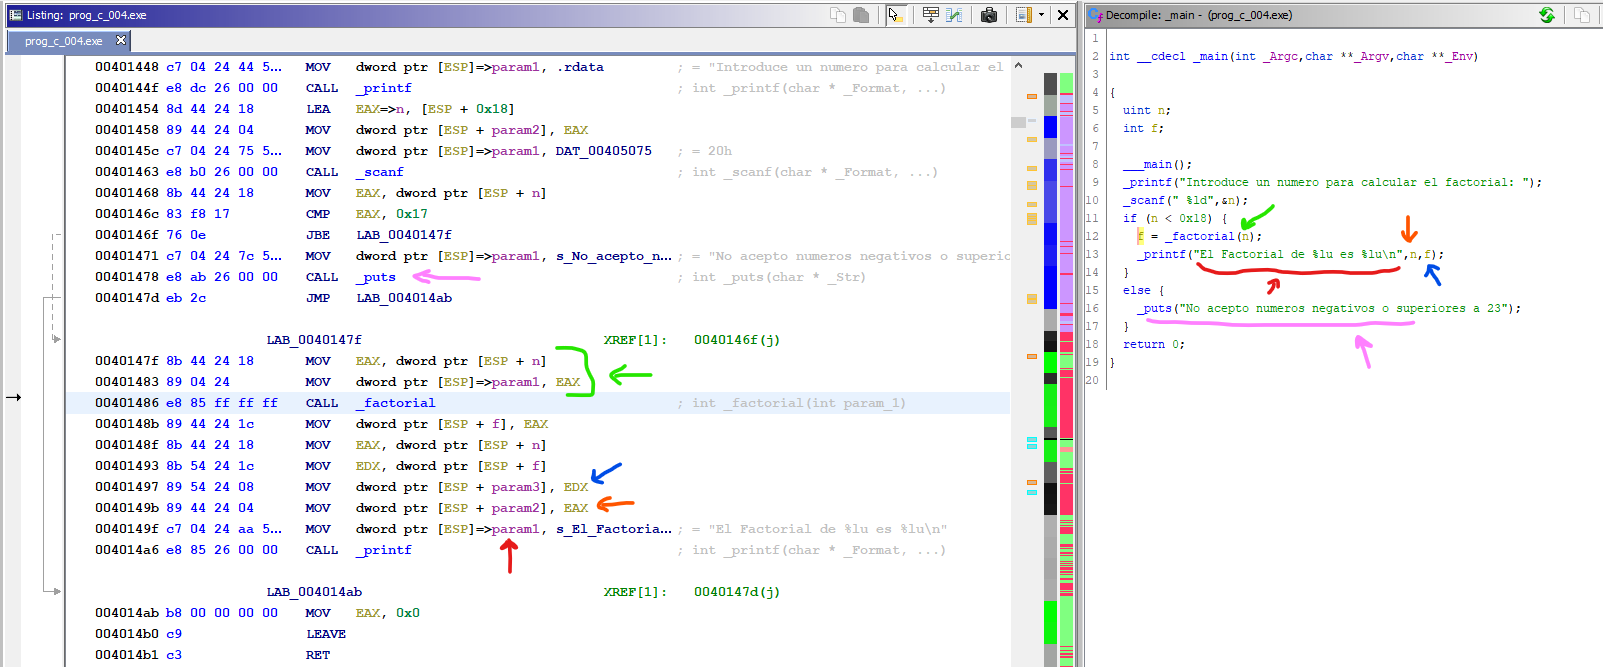 Listing: prog_c_004.exe
prog_c_004.exe
00401448 c7 04 24 44 5... MOV dword ptr [ESP]=>param1, .rdata ; = "Introduce un numero para calcular el
0040144f e8 dc 26 00 00 CALL _printf ; int _printf(char * _Format, ...)
00401454 8d 44 24 18 LEA EAX=>n, [ESP + 0x18]
00401458 89 44 24 04 MOV dword ptr [ESP + param2], EAX
0040145c c7 04 24 75 5... MOV dword ptr [ESP]=>param1, DAT_00405075 ; = 20h
00401463 e8 b0 26 00 00 CALL _scanf ; int _scanf(char * _Format, ...)
00401468 8b 44 24 18 MOV EAX, dword ptr [ESP + n]
0040146c 83 f8 17 CMP EAX, 0x17
0040146f 76 0e JBE LAB_0040147f
00401471 c7 04 24 7c 5... MOV dword ptr [ESP]=>param1, s_No_acepto_n... ; = "No acepto numeros negativos o superio
00401478 e8 ab 26 00 00 CALL _puts ; int _puts(char * _Str)
0040147d eb 2c JMP LAB_004014ab
LAB_0040147f XREF[1]: 0040146f(j)
0040147f 8b 44 24 18 MOV EAX, dword ptr [ESP + n]
00401483 89 04 24 MOV dword ptr [ESP]=>param1, EAX
00401486 e8 85 ff ff ff CALL _factorial ; int _factorial(int param_1)
0040148b 89 44 24 1c MOV dword ptr [ESP + f], EAX
0040148f 8b 44 24 18 MOV EAX, dword ptr [ESP + n]
00401493 8b 54 24 1c MOV EDX, dword ptr [ESP + f]
00401497 89 54 24 08 MOV dword ptr [ESP + param3], EDX
0040149b 89 44 24 04 MOV dword ptr [ESP + param2], EAX
0040149f c7 04 24 aa 5... MOV dword ptr [ESP]=>param1, s_El_Factoria... ; = "El Factorial de %lu es %lu\n"
004014a6 e8 85 26 00 00 CALL _printf ; int _printf(char * _Format, ...)
LAB_004014ab XREF[1]: 0040147d(j)
004014ab b8 00 00 00 00 MOV EAX, 0x0
004014b0 c9 LEAVE
004014b1 c3 RET
Decompile: _main - (prog_c_004.exe)
1
2 int __cdecl _main(int _Argc,char **_Argv,char **_Env)
3
4 {
5 uint n;
6 int f;
7
8 ___main();
9 _printf("Introduce un numero para calcular el factorial: ");
10 _scanf(" %ld",&n);
11 if (n < 0x18) {
12 f = _factorial(n);
13 _printf("El Factorial de %lu es %lu\n",n,f);
14 }
15 else {
16 _puts("No acepto numeros negativos o superiores a 23");
17 }
18 return 0;
19 }
20